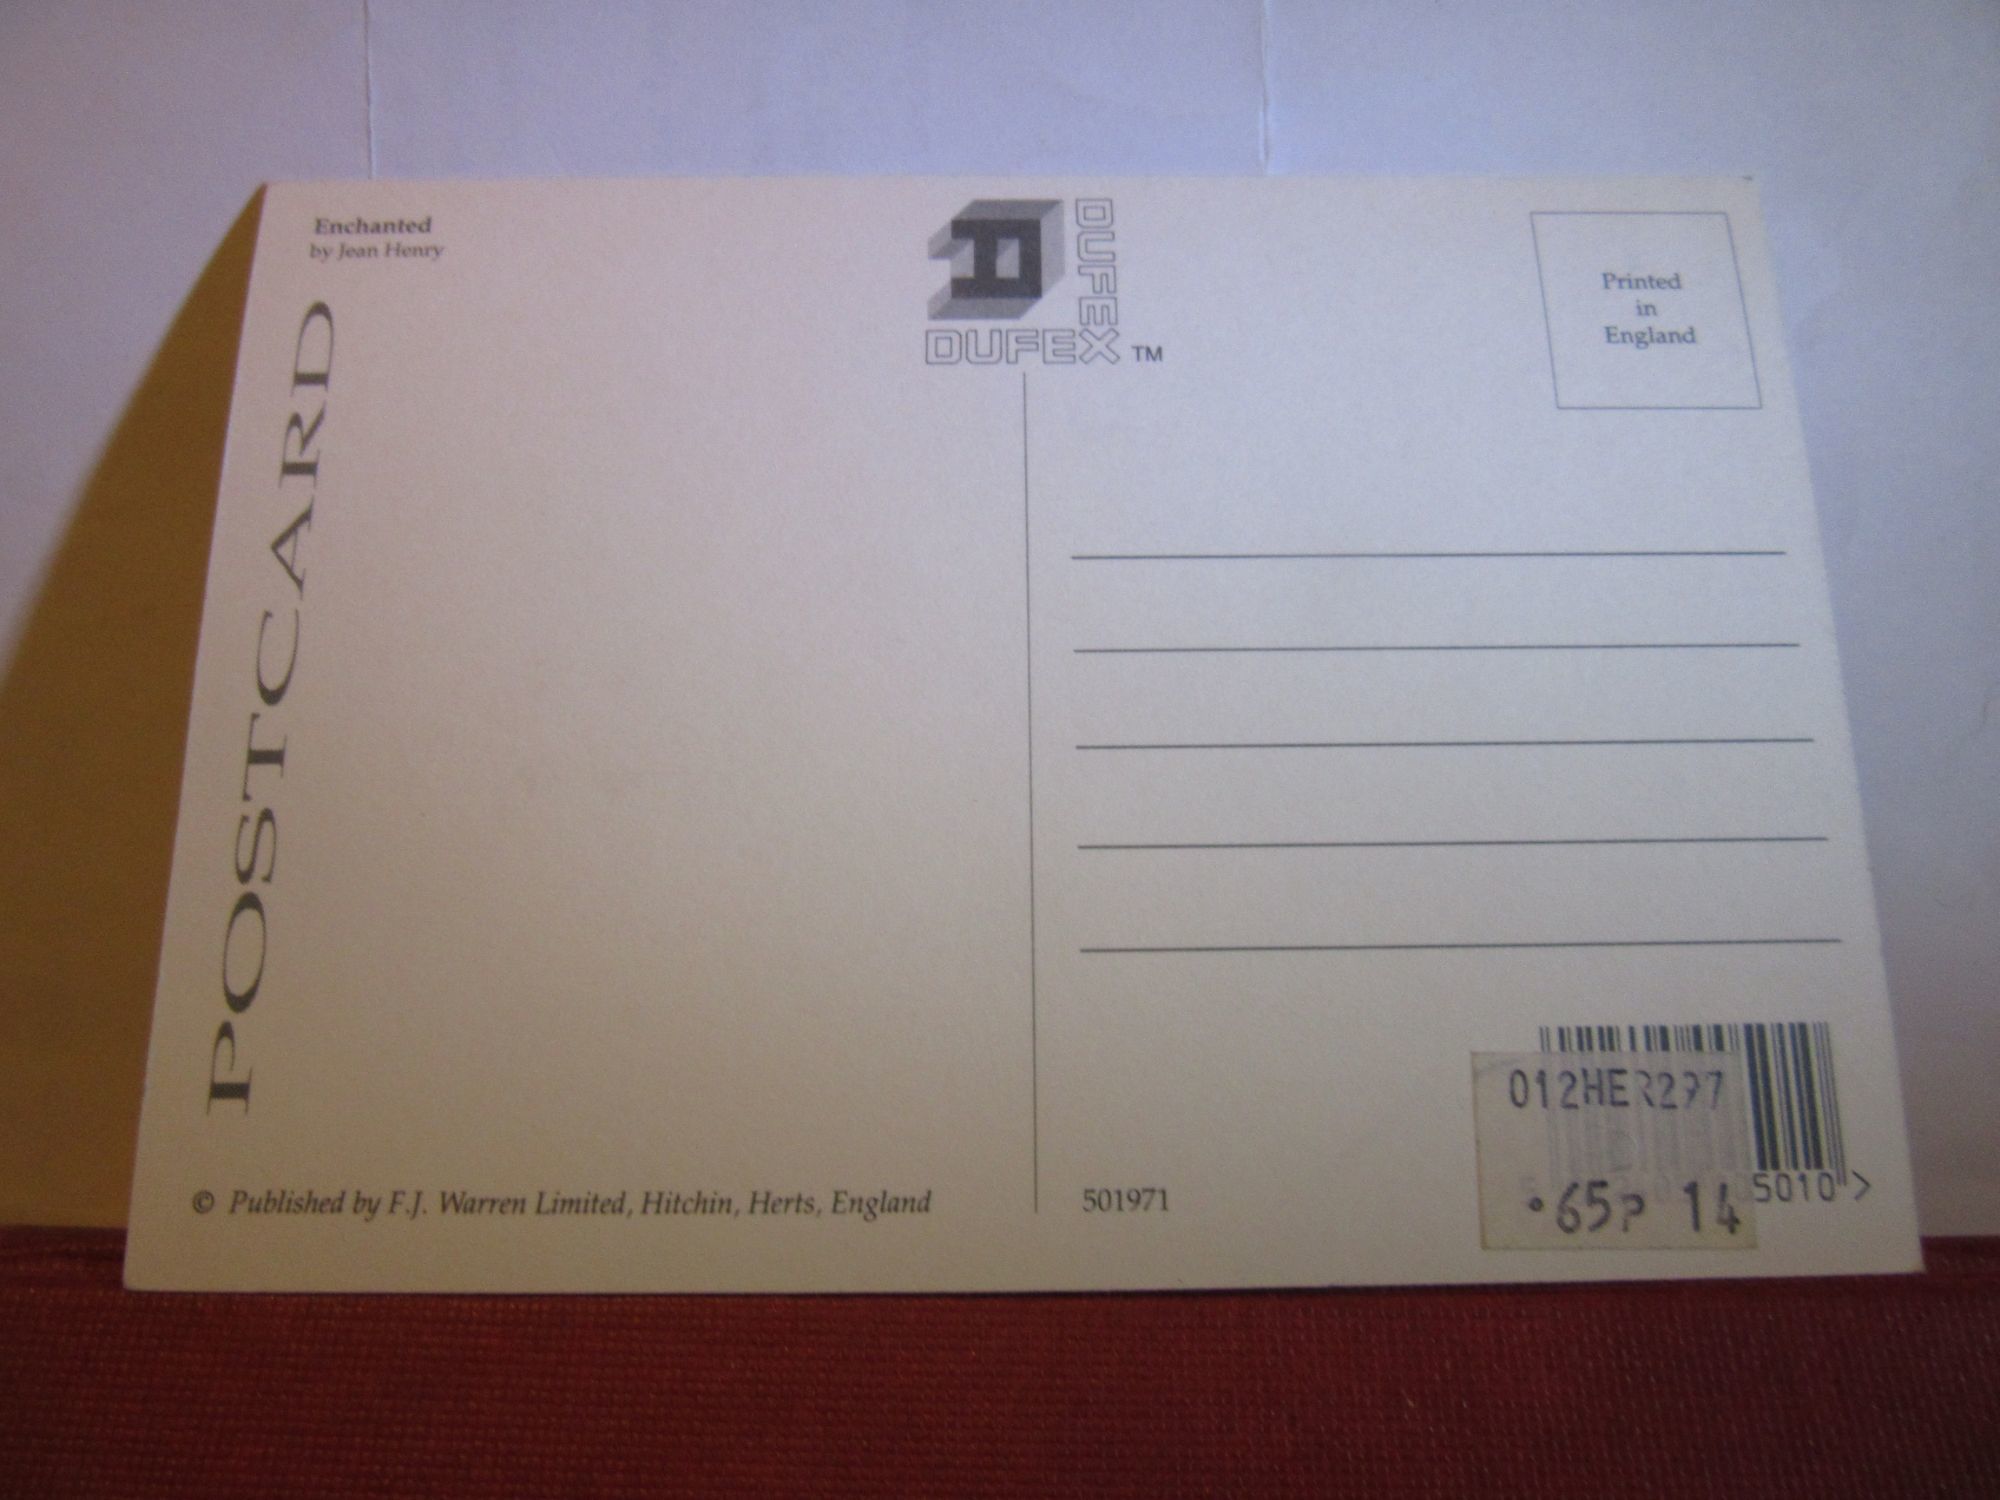 Enchanted
by Jean Henry
POSTCARD
DUFEX
DUFEX TM
Printed
in
England
© Published by F.J. Warren Limited, Hitchin, Herts, England
501971
012HER297
65P 14
5010 >